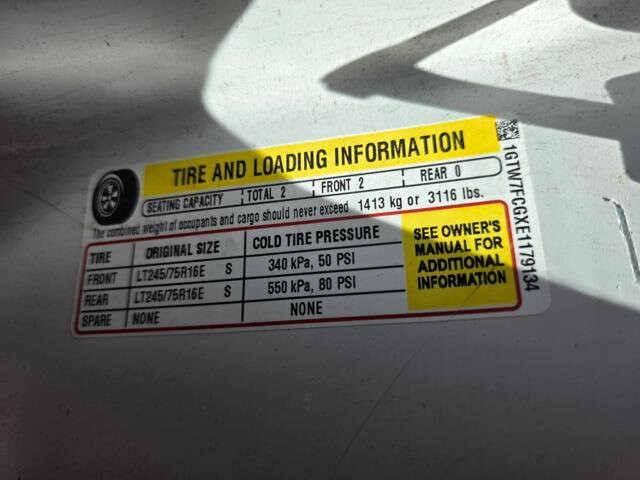 TIRE AND LOADING INFORMATION
SEATING CAPACITY TOTAL 2 FRONT 2 REAR 0
The combined weight of occupants and cargo should never exceed 1413 kg or 3116 lbs.
TIRE ORIGINAL SIZE COLD TIRE PRESSURE
FRONT LT245/75R16E S 340 kPa, 50 PSI
REAR LT245/75R16E S 550 kPa, 80 PSI
SPARE NONE NONE
SEE OWNER'S
MANUAL FOR
ADDITIONAL
INFORMATION
1GTW7FCGXE1179134